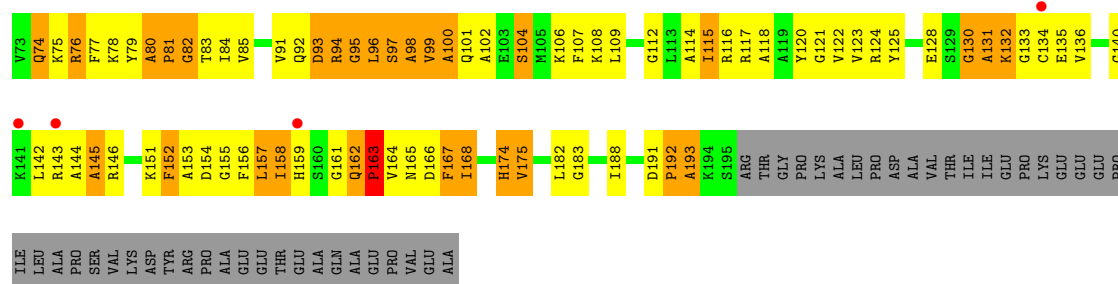 V73 Q74 K75 R76 F77 K78 Y79 A80 P81 G82 T83 I84 V85 V91 Q92 D93 R94 G95 L96 S97 A98 V99 A100 Q101 A102 E103 S104 M105 K106 F107 K108 L109 G112 L113 A114 I115 R116 R117 A118 A119 Y120 G121 V122 V123 R124 Y125 E128 S129 G130 A131 K132 G133 C134 E135 V136
K141 L142 R143 A144 A145 R146 K151 F152 A153 D154 G155 F156 L157 I158 H159 S160 G161 Q162 P163 V164 N165 D166 F167 I168 H174 V175 L182 G183 I188 D191 P192 A193 K194 S195 ARG THR GLY PRO LYS ALA LEU PRO ASP ALA VAL THR ILE ILE GLU PRO LYS GLU GLU GLU PRO
ILE LEU ALA PRO SER VAL LYS ASP TYR ARG PRO ALA GLU GLU THR GLU ALA GLN ALA GLU PRO VAL GLU ALA